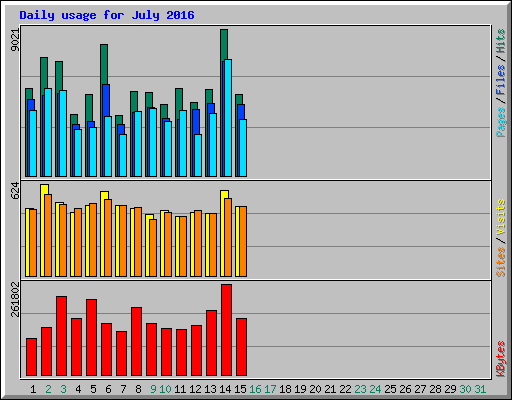 Daily usage for July 2016
9021
Pages/Files/Hits
624
Sites/Visits
261802
KBytes
1 2 3 4 5 6 7 8 9 10 11 12 13 14 15 16 17 18 19 20 21 22 23 24 25 26 27 28 29 30 31